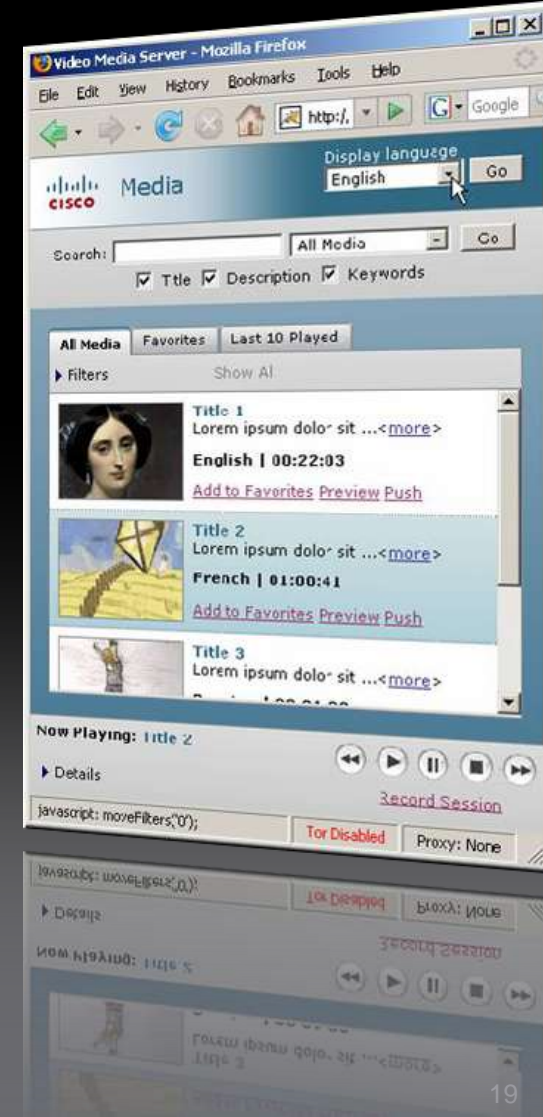 Video Media Server - Mozilla Firefox
File Edit View History Bookmarks Tools Help
http:/, G Google
Display language
CISCO Media English Go
Search: All Media Go
Title Description Keywords
All Media Favorites Last 10 Played
Filters Show Al
Title 1
Lorem ipsum dolor sit ...<more>
English | 00:22:03
Add to Favorites Preview Push
Title 2
Lorem ipsum dolor sit ...<more>
French | 01:00:41
Add to Favorites Preview Push
Title 3
Lorem ipsum dolor sit ...<more>
Now Playing: Title 2
Details
Record Session
javascript: moveFilters('0'); Tor Disabled Proxy: None
19